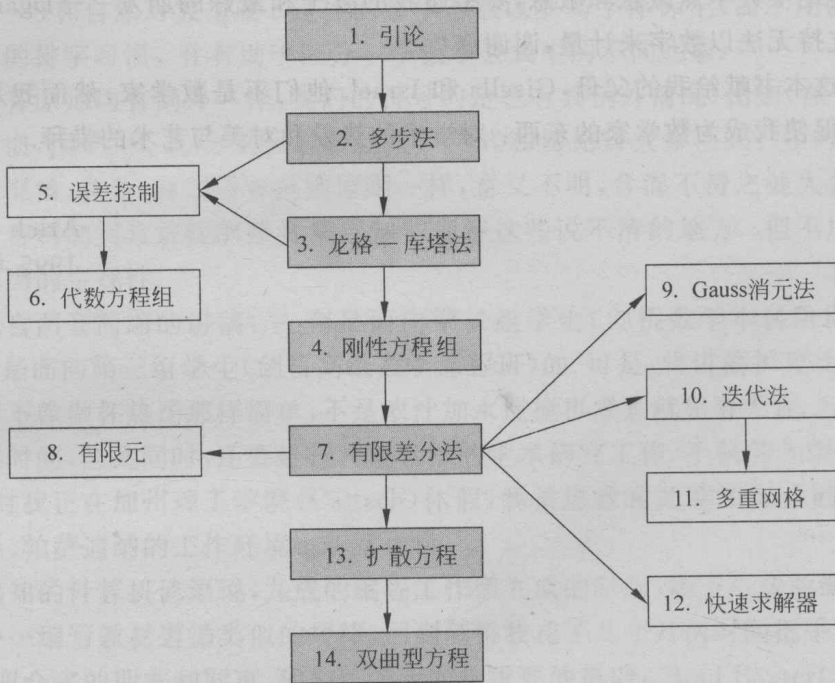 1. 引论
2. 多步法
5. 误差控制
3. 龙格—库塔法
6. 代数方程组
9. Gauss消元法
4. 刚性方程组
10. 迭代法
8. 有限元
7. 有限差分法
11. 多重网格
13. 扩散方程
12. 快速求解器
14. 双曲型方程